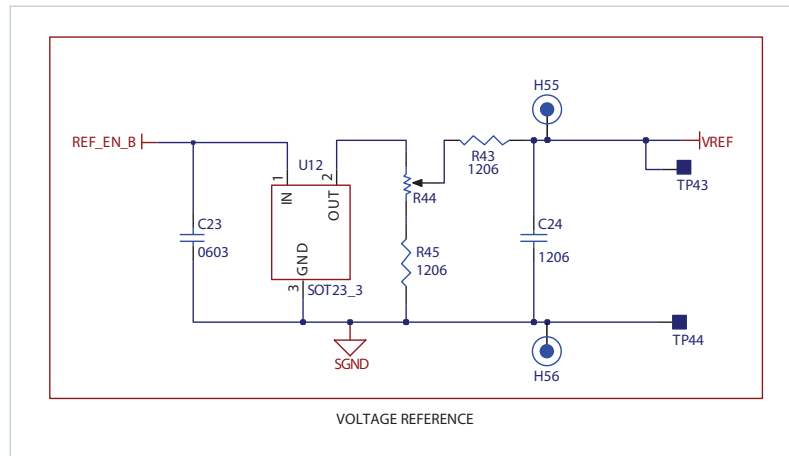 H55
REF_EN_B
VREF
U12
R43
1206
1
2
IN
OUT
R44
TP43
C23
0603
R45
1206
C24
1206
GND
3
SOT23_3
SGND
TP44
H56
VOLTAGE REFERENCE